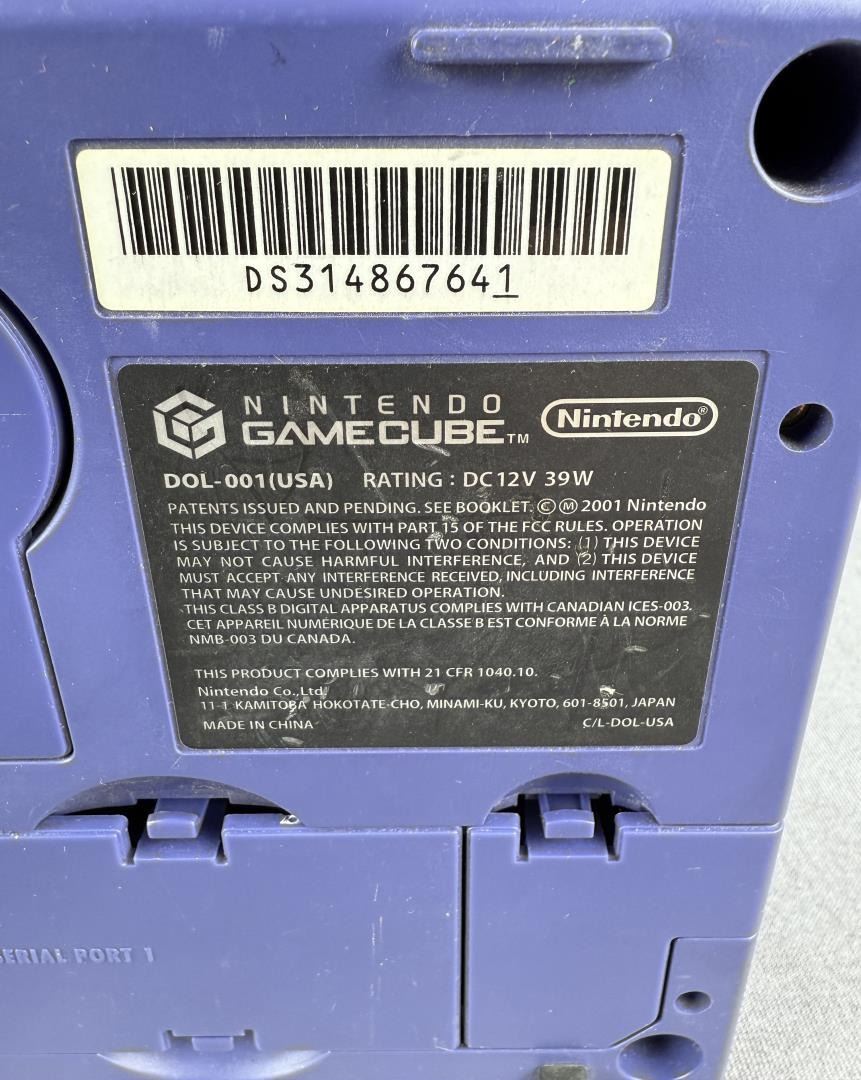 DS314867641
NINTENDO
GAMECUBE™
Nintendo®
DOL-001(USA) RATING : DC 12V 39W
PATENTS ISSUED AND PENDING. SEE BOOKLET. ©Ⓜ 2001 Nintendo
THIS DEVICE COMPLIES WITH PART 15 OF THE FCC RULES. OPERATION
IS SUBJECT TO THE FOLLOWING TWO CONDITIONS: (1) THIS DEVICE
MAY NOT CAUSE HARMFUL INTERFERENCE, AND (2) THIS DEVICE
MUST ACCEPT ANY INTERFERENCE RECEIVED, INCLUDING INTERFERENCE
THAT MAY CAUSE UNDESIRED OPERATION.
THIS CLASS B DIGITAL APPARATUS COMPLIES WITH CANADIAN ICES-003.
CET APPAREIL NUMÉRIQUE DE LA CLASSE B EST CONFORME À LA NORME
NMB-003 DU CANADA.
THIS PRODUCT COMPLIES WITH 21 CFR 1040.10.
Nintendo Co.,Ltd.
11-1 KAMITOBA HOKOTATE-CHO, MINAMI-KU, KYOTO, 601-8501, JAPAN
MADE IN CHINA C/L-DOL-USA
SERIAL PORT 1